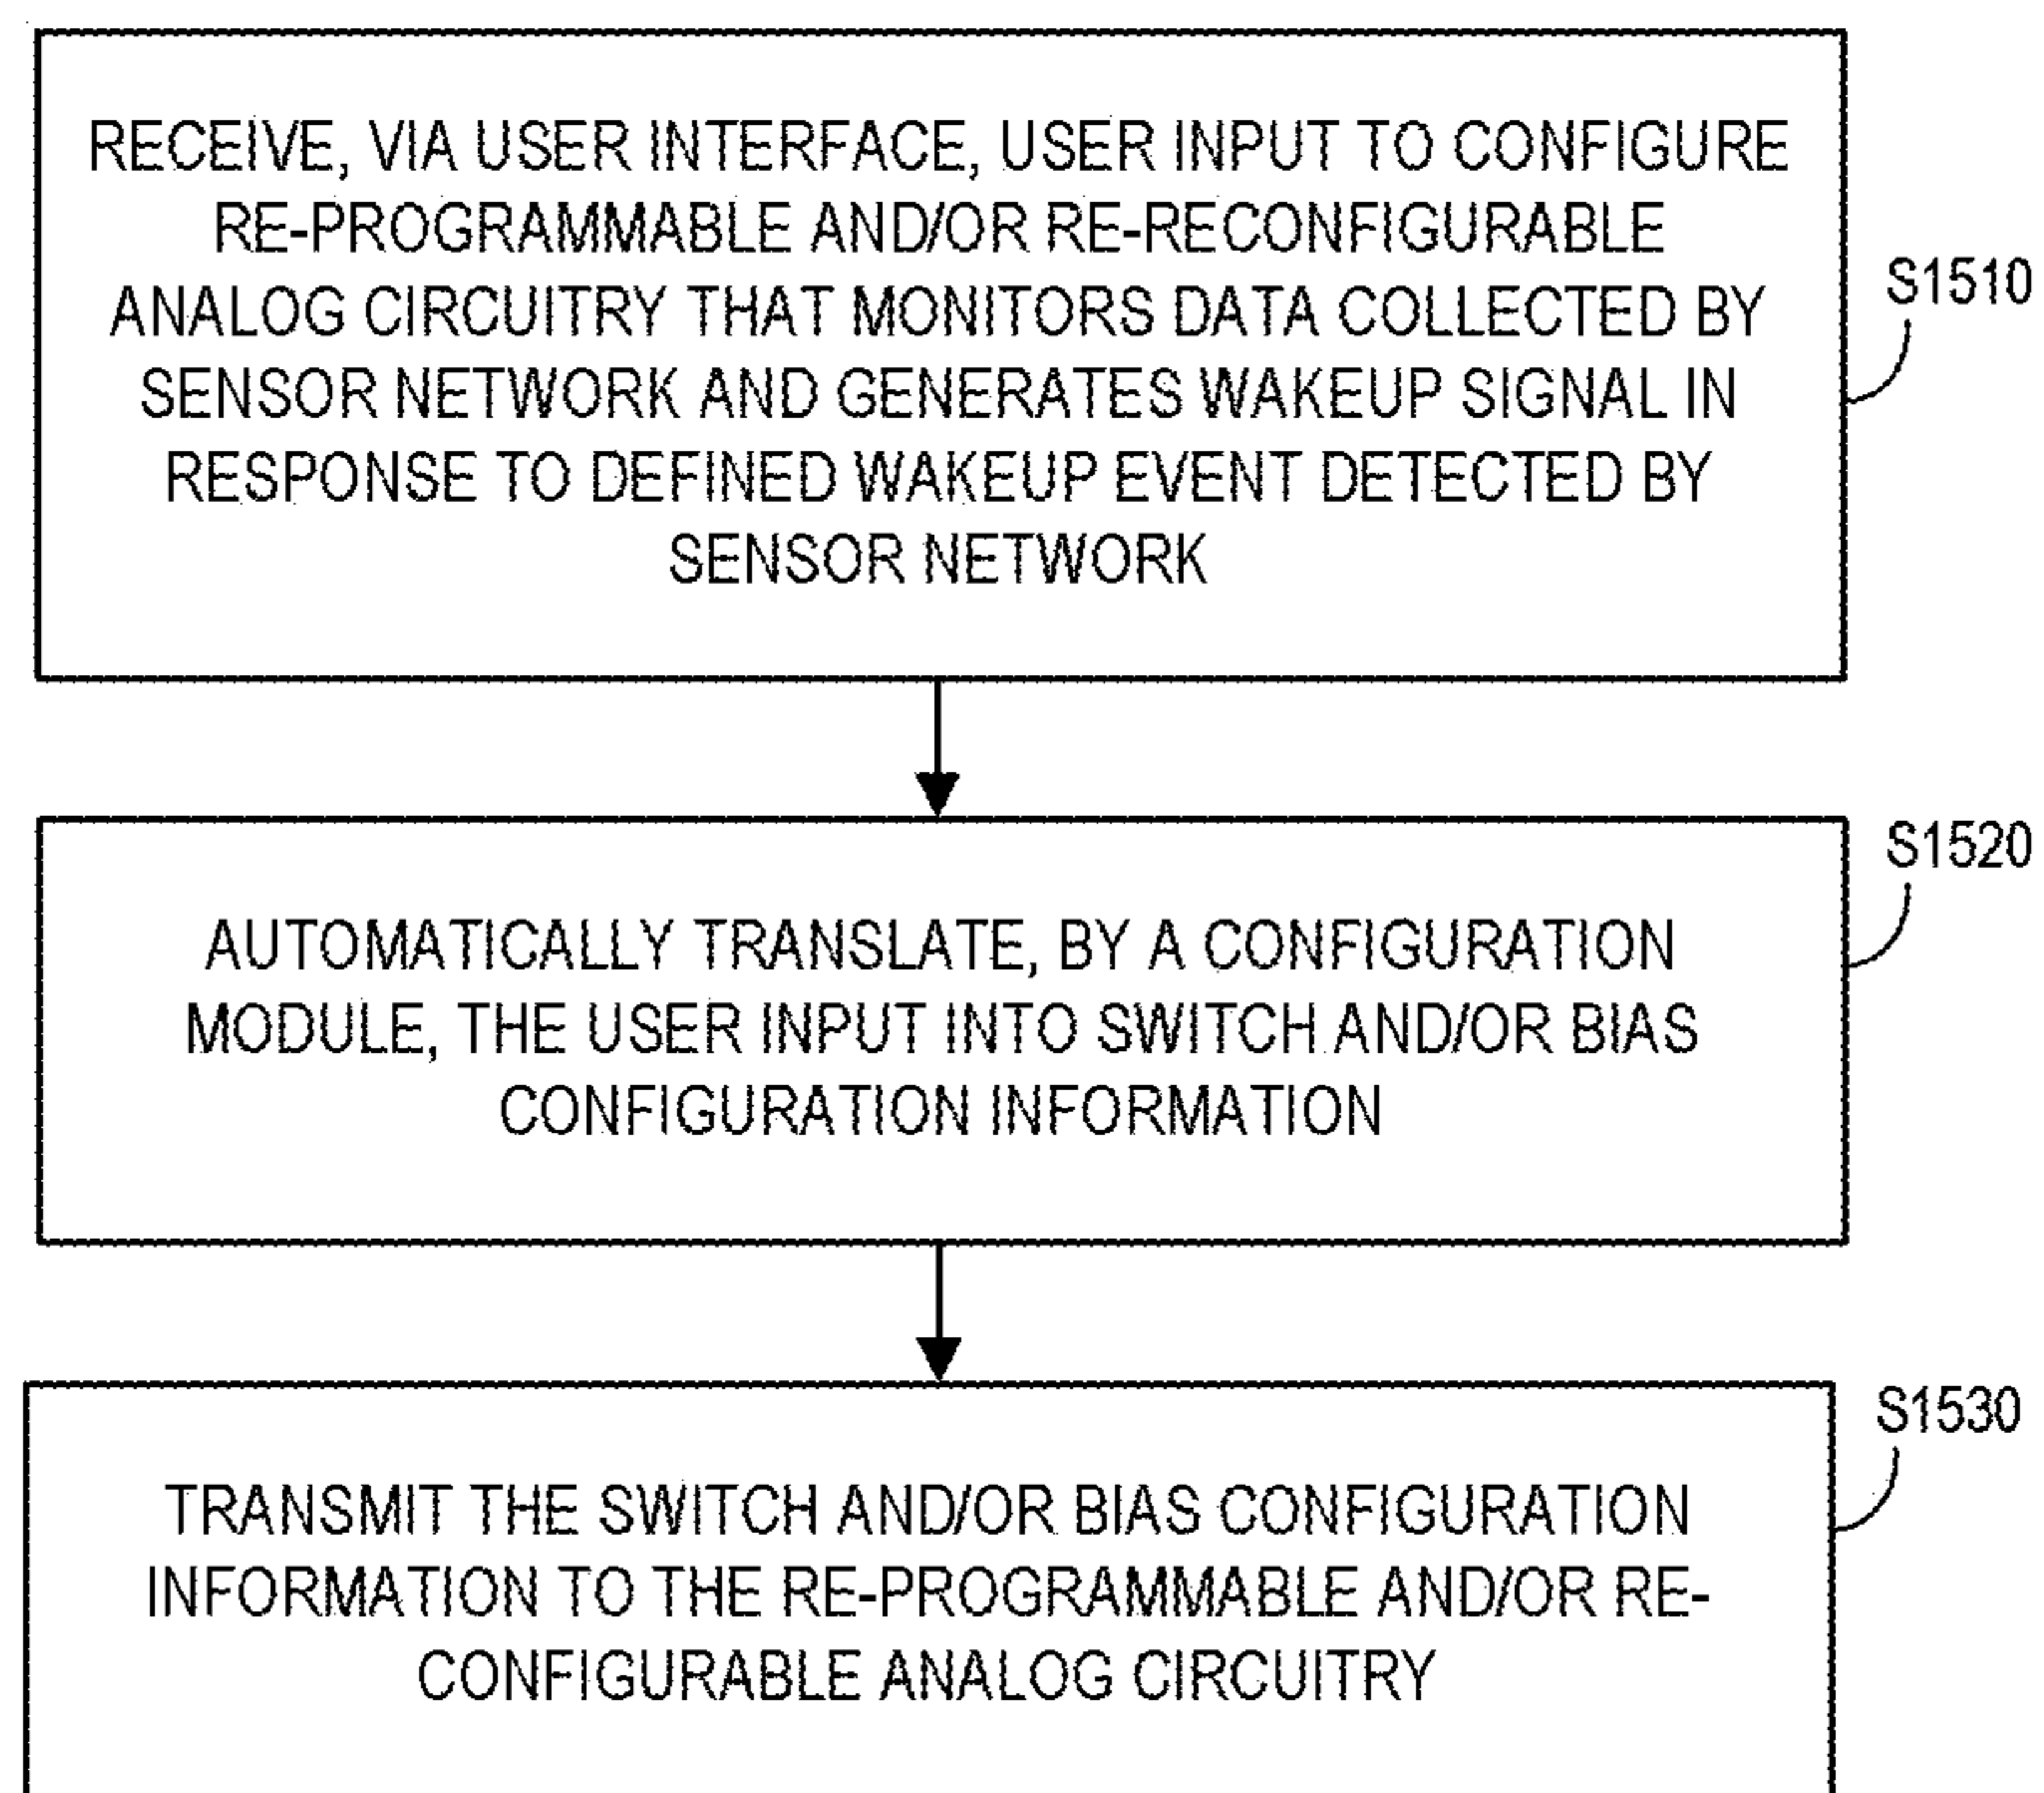 RECEIVE, VIA USER INTERFACE, USER INPUT TO CONFIGURE
RE-PROGRAMMABLE AND/OR RE-RECONFIGURABLE
ANALOG CIRCUITRY THAT MONITORS DATA COLLECTED BY
SENSOR NETWORK AND GENERATES WAKEUP SIGNAL IN
RESPONSE TO DEFINED WAKEUP EVENT DETECTED BY
SENSOR NETWORK
S1510
S1520
AUTOMATICALLY TRANSLATE, BY A CONFIGURATION
MODULE, THE USER INPUT INTO SWITCH AND/OR BIAS
CONFIGURATION INFORMATION
S1530
TRANSMIT THE SWITCH AND/OR BIAS CONFIGURATION
INFORMATION TO THE RE-PROGRAMMABLE AND/OR RE-
CONFIGURABLE ANALOG CIRCUITRY